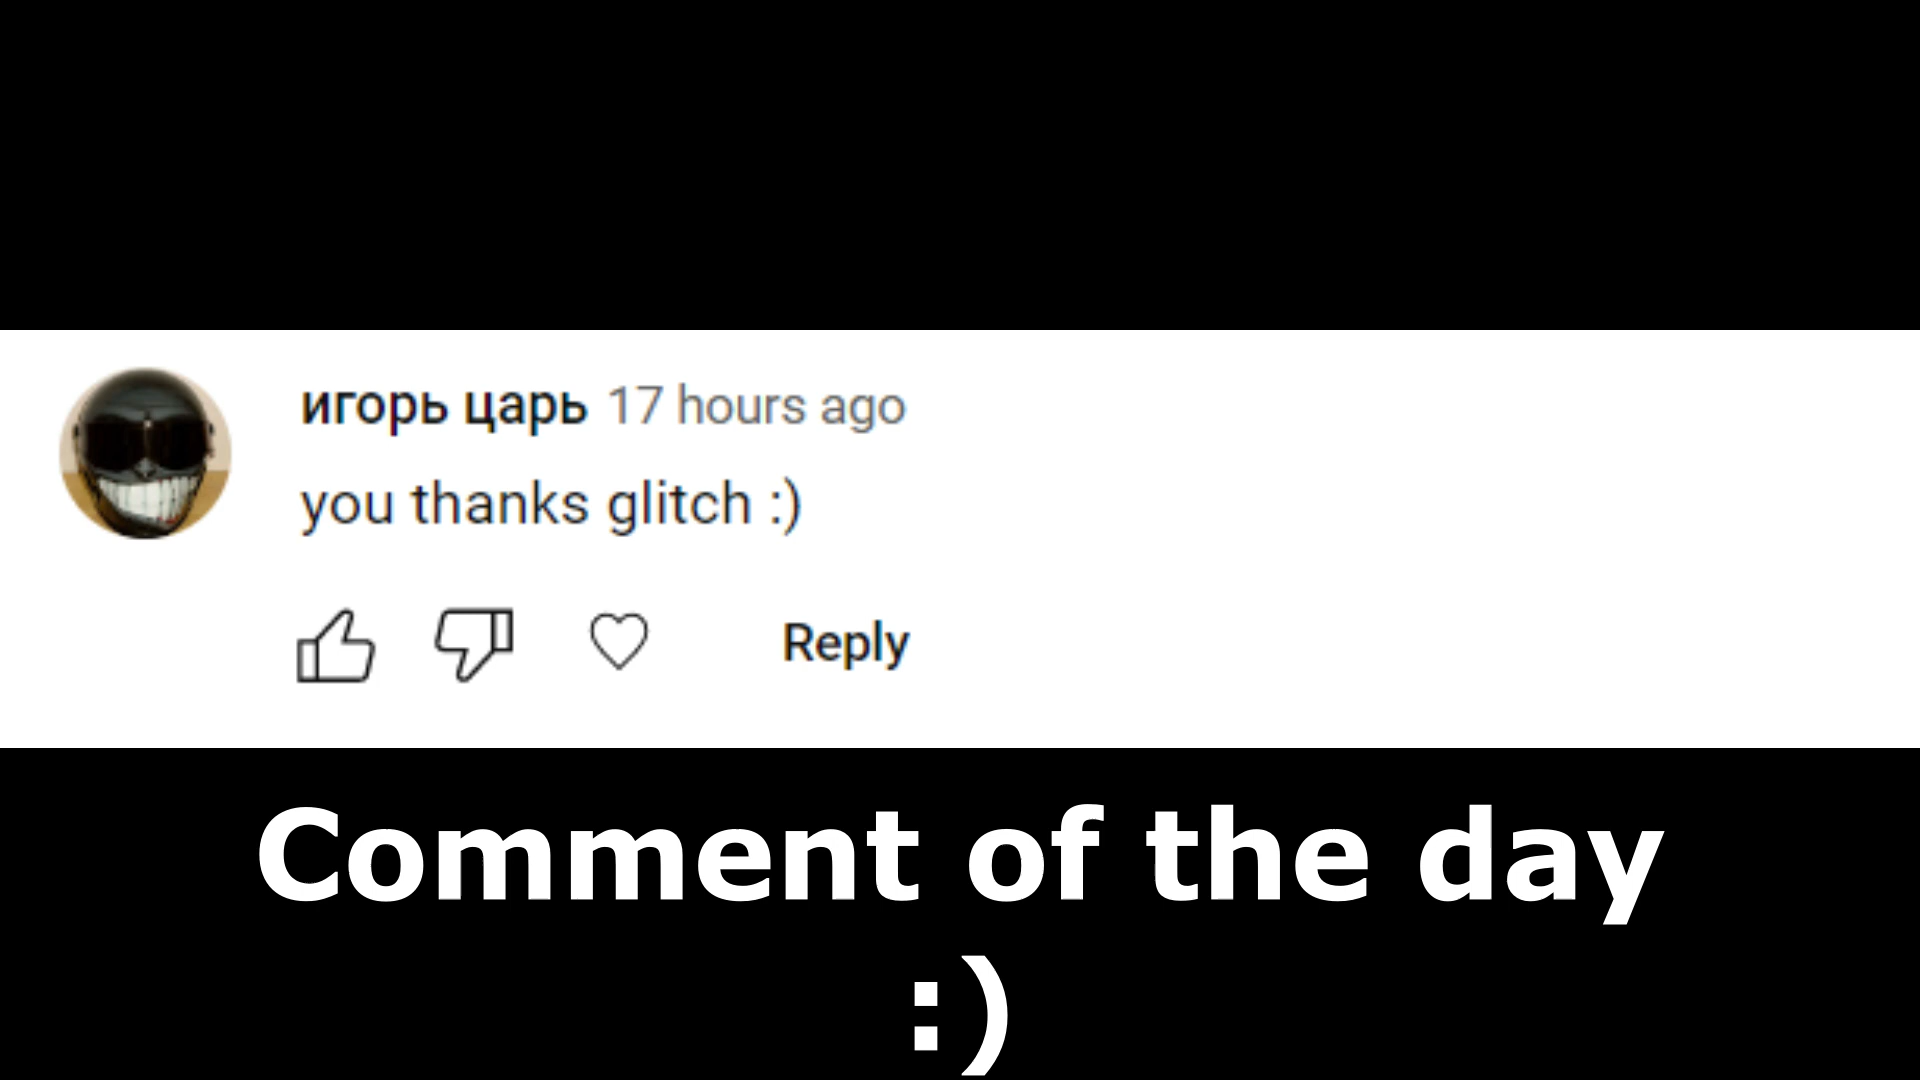 игорь царь 17 hours ago
you thanks glitch :)
Reply
Comment of the day
:)